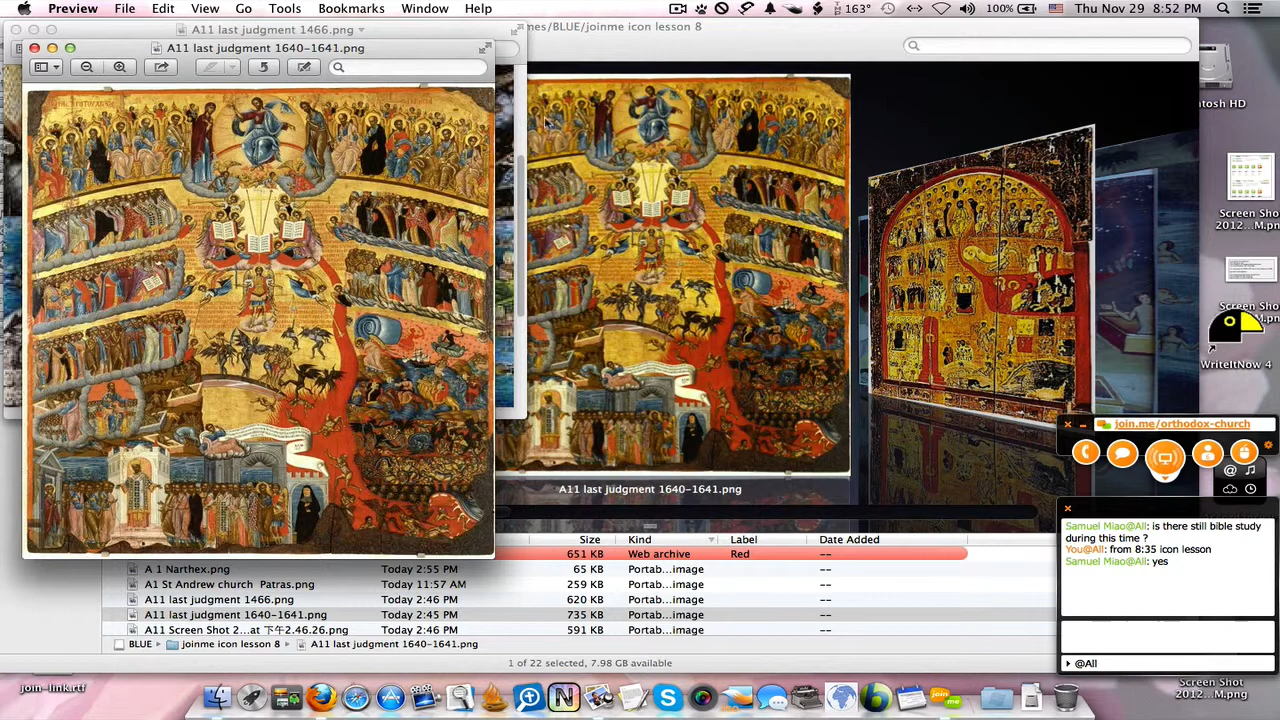 Preview File Edit View Go Tools Bookmarks Window Help
163° 100% Thu Nov 29 8:52 PM
A11 last judgment 1466.png
mes/BLUE/joinme icon lesson 8
A11 last judgment 1640-1641.png
ntosh HD
Screen Shot
2012...M.png
Screen Sho
WriteItNow 4
join.me/orthodox-church
A11 last judgment 1640-1641.png
Samuel Miao@All: is there still bible study
during this time ?
You@All: from 8:35 icon lesson
Samuel Miao@All: yes
@All
Size Kind Label Date Added
651 KB Web archive Red --
A 1 Narthex.png Today 2:55 PM 65 KB Portab...image --
A1 St Andrew church Patras.png Today 11:57 AM 259 KB Portab...image --
A11 last judgment 1466.png Today 2:46 PM 620 KB Portab...image --
A11 last judgment 1640-1641.png Today 2:45 PM 735 KB Portab...image --
A11 Screen Shot 2...at 下午2.46.26.png Today 2:46 PM 591 KB Portab...image --
BLUE joinme icon lesson 8 A11 last judgment 1640-1641.png
1 of 22 selected, 7.98 GB available
join-link.rtf
Screen Shot
2012...M.png